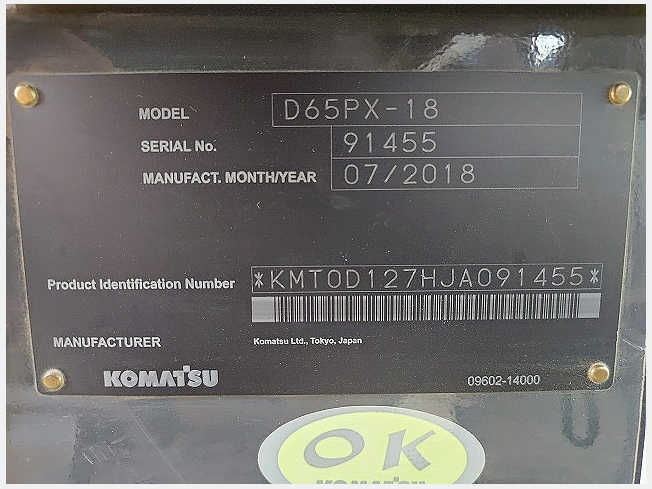 MODEL D65PX-18
SERIAL No. 91455
MANUFACT. MONTH/YEAR 07/2018
Product Identification Number *KMT0D127HJA091455*
MANUFACTURER Komatsu Ltd., Tokyo, Japan
KOMATSU 09602-14000
OK
KOMATSU